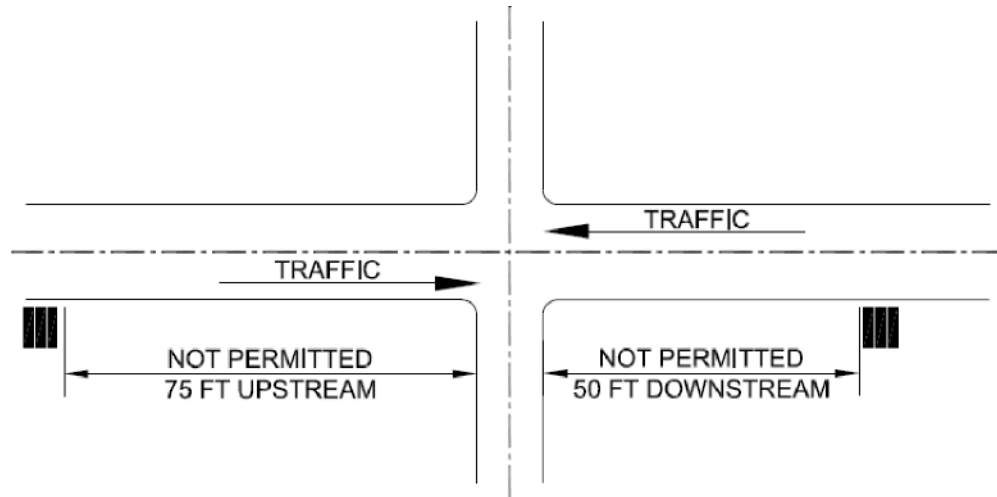 TRAFFIC
TRAFFIC
NOT PERMITTED
75 FT UPSTREAM
NOT PERMITTED
50 FT DOWNSTREAM